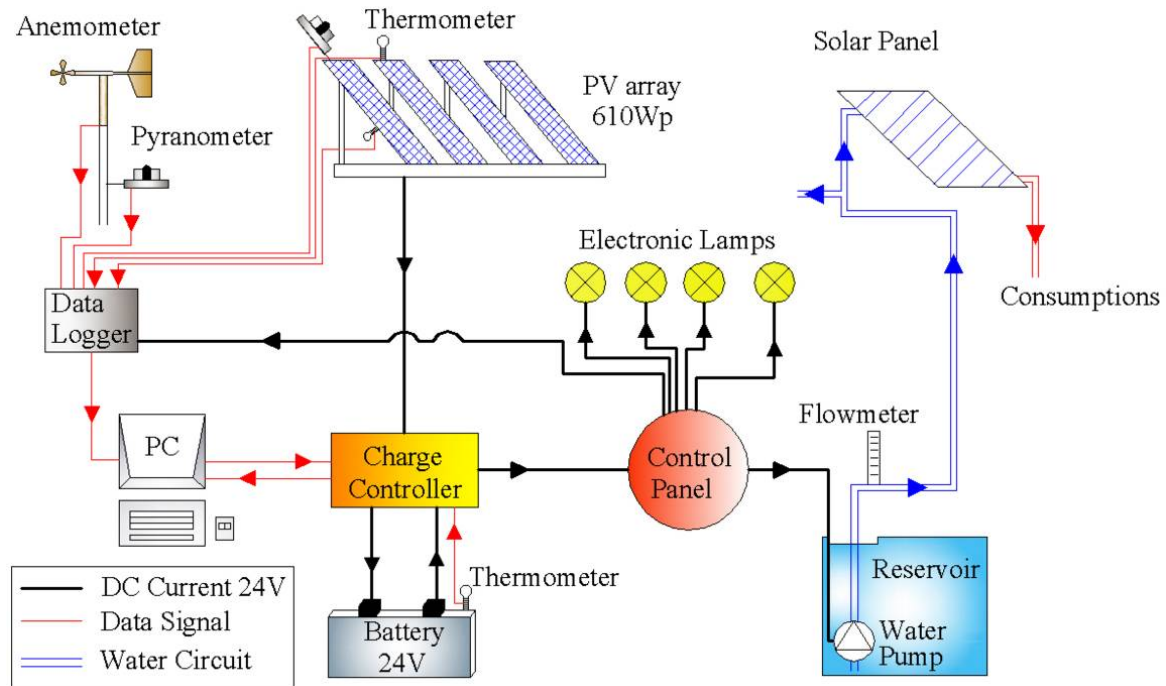 Anemometer
Thermometer
Solar Panel
PV array
610Wp
Pyranometer
Electronic Lamps
Consumptions
Data
Logger
Flowmeter
PC
Charge
Controller
Control
Panel
Reservoir
Thermometer
DC Current 24V
Data Signal
Water Circuit
Battery
24V
Water
Pump